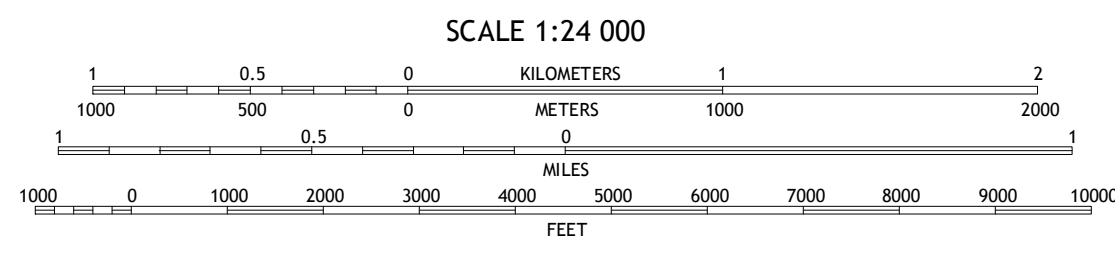 SCALE 1:24 000
1 0.5 0 KILOMETERS 1 2
1000 500 0 METERS 1000 2000
1 0.5 0 1
MILES
1000 0 1000 2000 3000 4000 5000 6000 7000 8000 9000 10000
FEET